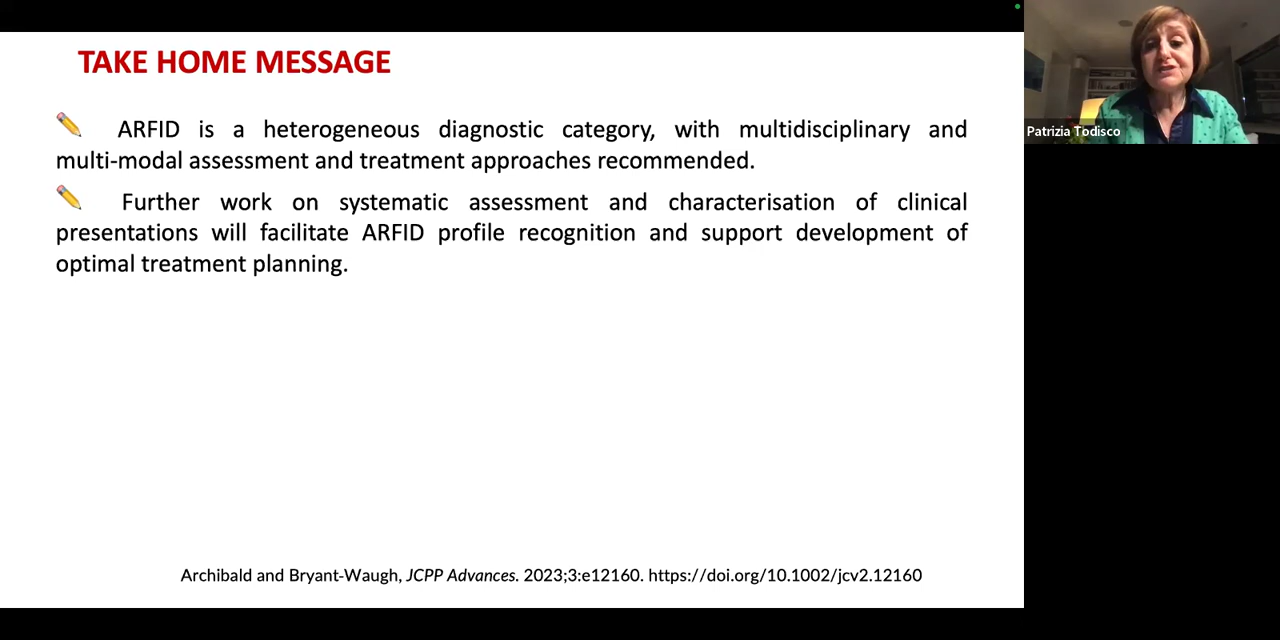 TAKE HOME MESSAGE
ARFID is a heterogeneous diagnostic category, with multidisciplinary and
multi-modal assessment and treatment approaches recommended.
Further work on systematic assessment and characterisation of clinical
presentations will facilitate ARFID profile recognition and support development of
optimal treatment planning.
Archibald and Bryant-Waugh, JCPP Advances. 2023;3:e12160. https://doi.org/10.1002/jcv2.12160
Patrizia Todisco